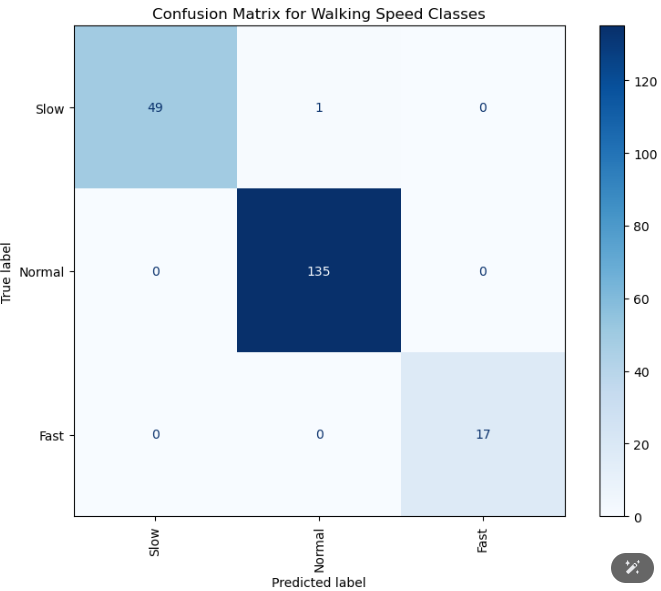 Confusion Matrix for Walking Speed Classes
Slow 49 1 0
Normal 0 135 0
Fast 0 0 17
True label
Slow Normal Fast
Predicted label
120
100
80
60
40
20
0